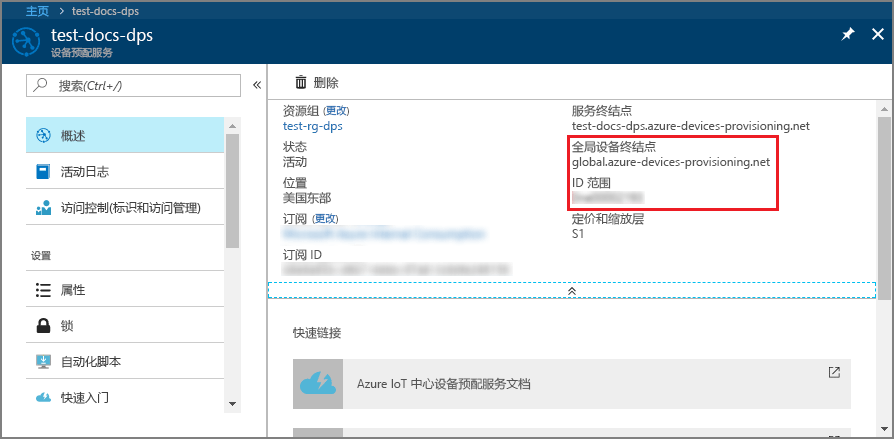 主页 > test-docs-dps
test-docs-dps
设备预配服务
搜索(Ctrl+/)
概述
活动日志
访问控制(标识和访问管理)
设置
属性
锁
自动化脚本
快速入门
删除
资源组 (更改)
test-rg-dps
状态
活动
位置
美国东部
订阅 (更改)
订阅 ID
服务终结点
test-docs-dps.azure-devices-provisioning.net
全局设备终结点
global.azure-devices-provisioning.net
ID 范围
定价和缩放层
S1
快速链接
Azure IoT 中心设备预配服务文档